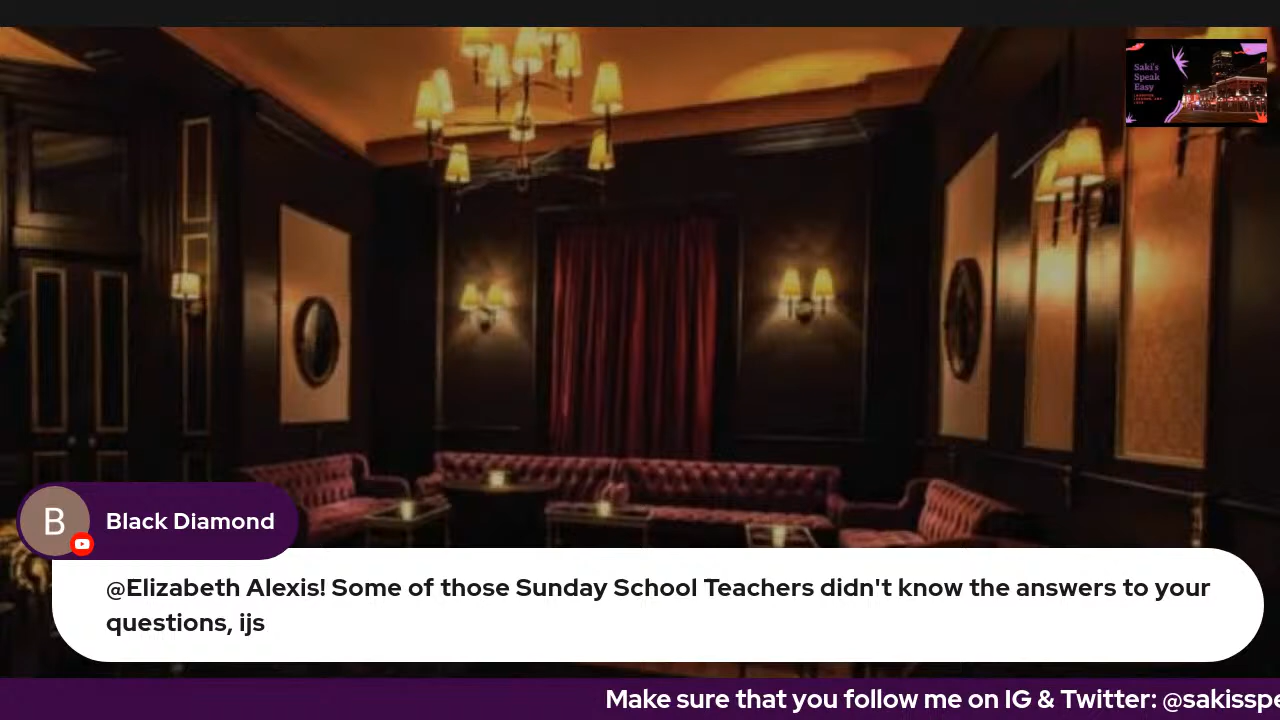 Saki's
Speak
Easy
B
Black Diamond
@Elizabeth Alexis! Some of those Sunday School Teachers didn't know the answers to your
questions, ijs
Make sure that you follow me on IG & Twitter: @sakisspe